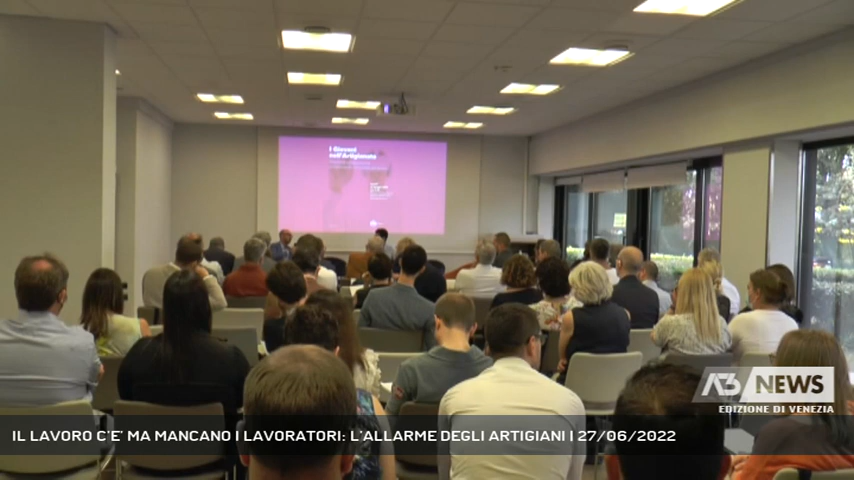 I Giovani
nell'Artigianato
A3 NEWS
EDIZIONE DI VENEZIA
IL LAVORO C'E' MA MANCANO I LAVORATORI: L'ALLARME DEGLI ARTIGIANI | 27/06/2022